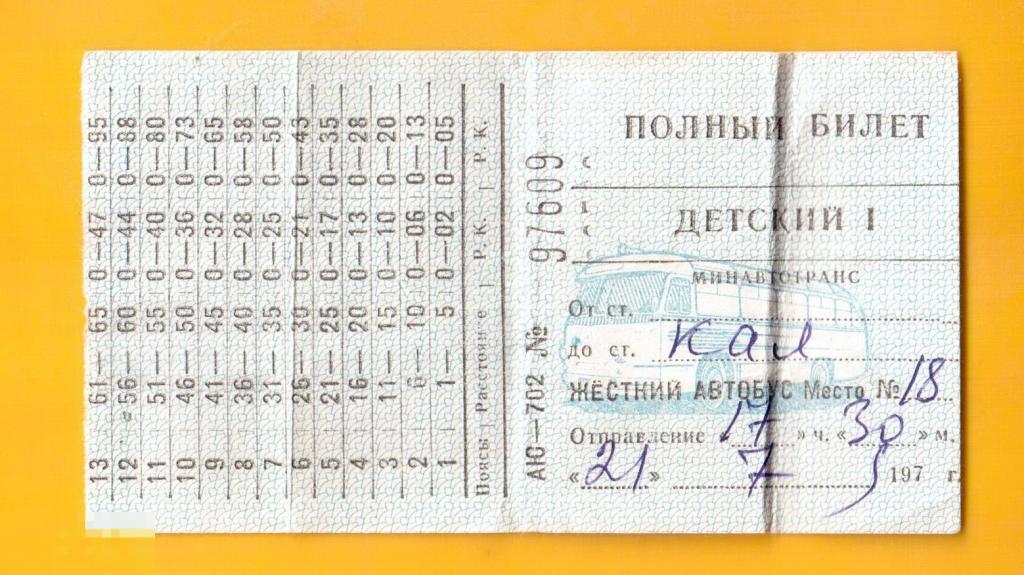 ПОЛНЫЙ БИЛЕТ
ДЕТСКИЙ I
МИНАВТОТРАНС
От ст.
до ст. Кал
ЖЁСТКИЙ АВТОБУС Место № 18
Отправление 17 » ч. « 30 » м.
« 21 » 7 197 г.
АЮ—702 № 97609
Поясы | Расстояние | Р. К. | Р. К.
1 1— 5 0—02 0—05
2 6— 10 0—06 0—13
3 11— 15 0—10 0—20
4 16— 20 0—13 0—28
5 21— 25 0—17 0—35
6 26— 30 0—21 0—43
7 31— 35 0—25 0—50
8 36— 40 0—28 0—58
9 41— 45 0—32 0—65
10 46— 50 0—36 0—73
11 51— 55 0—40 0—80
12 56— 60 0—44 0—88
13 61— 65 0—47 0—95